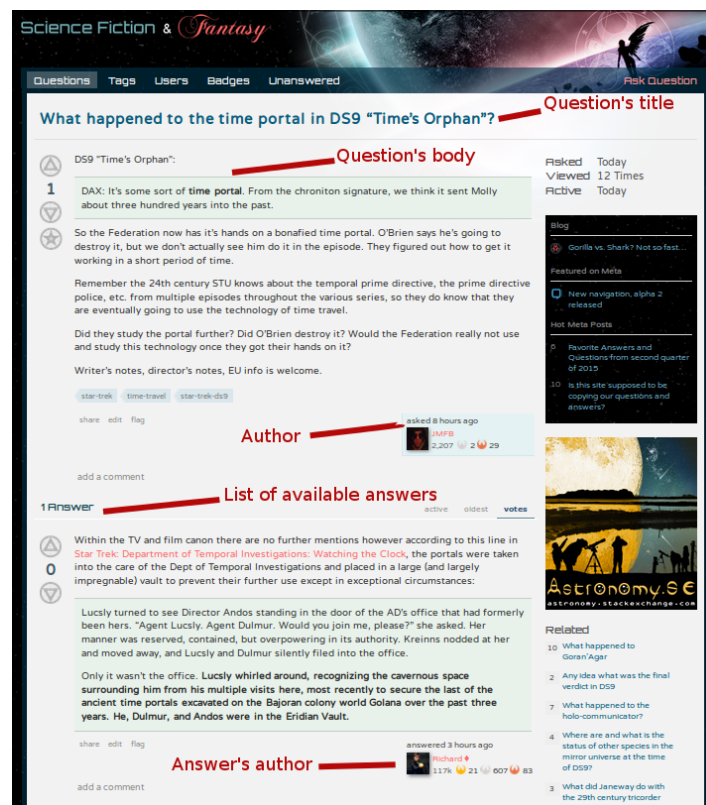 Science Fiction & Fantasy
Questions Tags Users Badges Unanswered Ask Question
Question's title
What happened to the time portal in DS9 “Time’s Orphan”?
Question's body
DS9 "Time's Orphan":
1
DAX: It's some sort of time portal. From the chroniton signature, we think it sent Molly
about three hundred years into the past.
So the Federation now has it's hands on a bonafied time portal. O'Brien says he's going to
destroy it, but we don't actually see him do it in the episode. They figured out how to get it
working in a short period of time.
Remember the 24th century STU knows about the temporal prime directive, the prime directive
police, etc. from multiple episodes throughout the various series, so they do know that they
are eventually going to use the technology of time travel.
Did they study the portal further? Did O'Brien destroy it? Would the Federation really not use
and study this technology once they got their hands on it?
Writer's notes, director's notes, EU info is welcome.
star-trek time-travel star-trek-ds9
share edit flag
asked 8 hours ago
Author
JMFB
2,207 2 29
add a comment
List of available answers
1 Answer
active oldest votes
Within the TV and film canon there are no further mentions however according to this line in
Star Trek: Department of Temporal Investigations: Watching the Clock, the portals were taken
into the care of the Dept of Temporal Investigations and placed in a large (and largely
impregnable) vault to prevent their further use except in exceptional circumstances:
0
Lucsly turned to see Director Andos standing in the door of the AD's office that had formerly
been hers. "Agent Lucsly. Agent Dulmur. Would you join me, please?" she asked. Her
manner was reserved, contained, but overpowering in its authority. Kreinns nodded at her
and moved away, and Lucsly and Dulmur silently filed into the office.
Only it wasn't the office. Lucsly whirled around, recognizing the cavernous space
surrounding him from his multiple visits here, most recently to secure the last of the
ancient time portals excavated on the Bajoran colony world Golana over the past three
years. He, Dulmur, and Andos were in the Eridian Vault.
share edit flag
answered 3 hours ago
Answer's author
Richard
117k 21 607 83
add a comment
Asked Today
Viewed 12 Times
Active Today
Blog
Gorilla vs. Shark? Not so fast…
Featured on Meta
New navigation, alpha 2
released
Hot Meta Posts
6 Favorite Answers and
Questions from second quarter
of 2015
10 Is this site supposed to be
copying our questions and
answers?
Astronomy.SE
astronomy.stackexchange.com
Related
10 What happened to
Goran'Agar
2 Any idea what was the final
verdict in DS9
7 What happened to the
holo-communicator?
4 Where are and what is the
status of other species in the
mirror universe at the time
of DS9?
3 What did Janeway do with
the 29th century tricorder